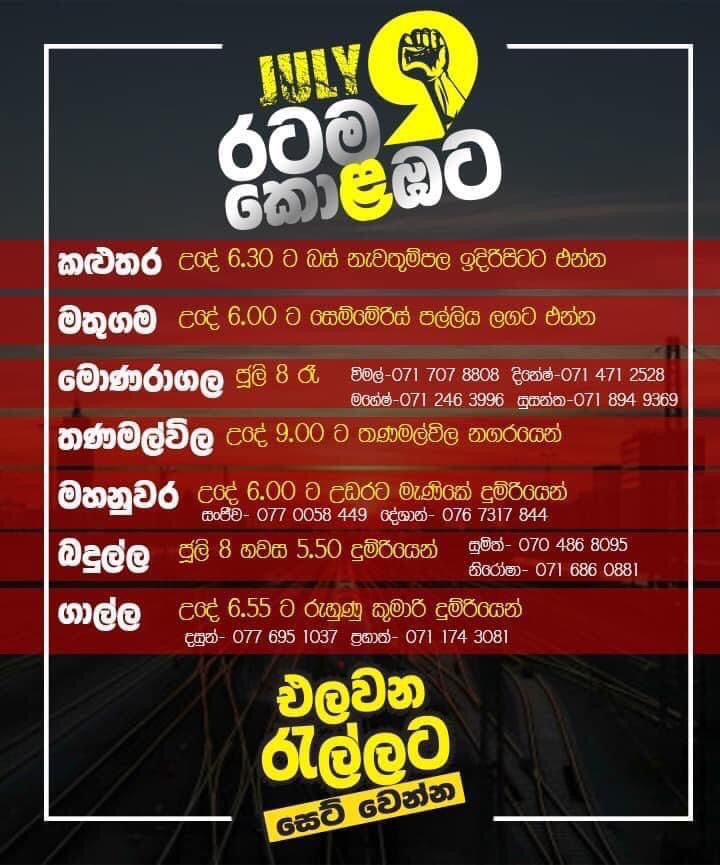 JULY 9
රටම
කොළඹට
කළුතර උදේ 6.30 ට බස් නැවතුම්පල ඉදිරිපිටට එන්න
මතුගම උදේ 6.00 ට සෙම්මේරිස් පල්ලිය ලගට එන්න
මොණරාගල ජූලි 8 රෑ විමල්-071 707 8808 දිනේෂ්-071 471 2528
මහේෂ්-071 246 3996 සුසන්ත-071 894 9369
තණමල්විල උදේ 9.00 ට තණමල්විල නගරයෙන්
මහනුවර උදේ 6.00 ට උඩරට මැණිකේ දුම්රියෙන්
සංජීව- 077 0058 449 දේශාන්- 076 7317 844
බදුල්ල ජූලි 8 හවස 5.50 දුම්රියෙන් සුමිත්- 070 486 8095
නිරෝෂා- 071 686 0881
ගාල්ල උදේ 6.55 ට රුහුණු කුමාරි දුම්රියෙන්
දසුන්- 077 695 1037 ප්‍රභාත්- 071 174 3081
එලවන
රැල්ලට
සෙට් වෙන්න